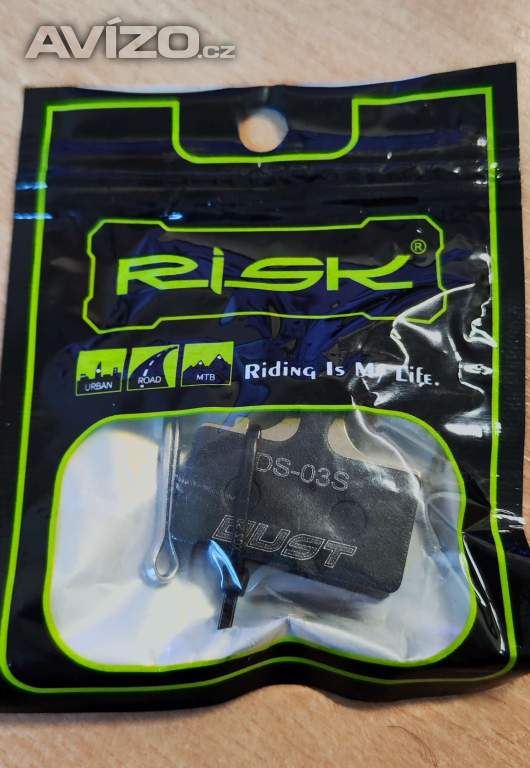 AVÍZO.cz
RiSK®
URBAN ROAD MTB Riding Is My Life.
DS-03S